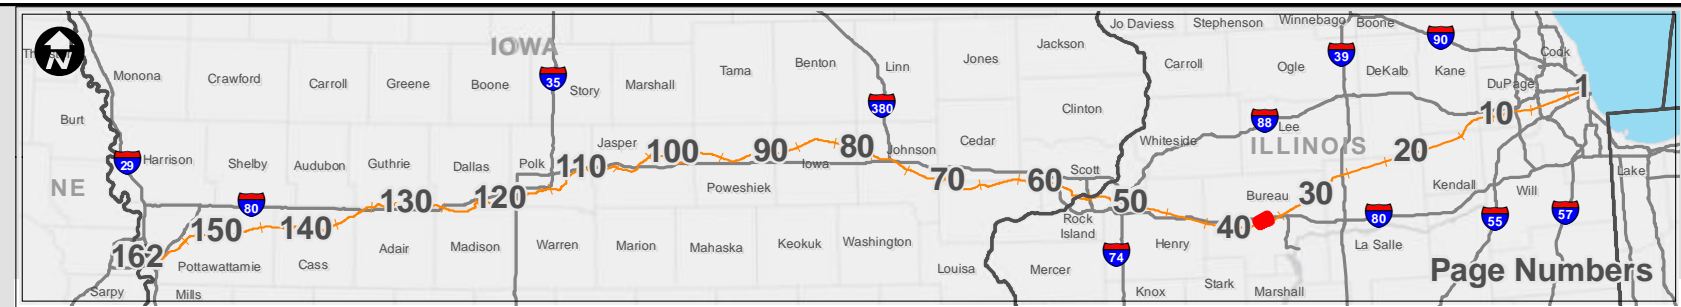 Jo Daviess Stephenson Winnebago Boone
IOWA Jackson 90
N Th 39 Cook
Monona Crawford Carroll Greene Boone 35 Story Marshall Tama Benton Linn Jones Carroll Ogle DeKalb Kane DuPage 1
380
Burt Clinton 88 Lee 10
Whiteside ILLINOIS
29 Harrison Shelby Audubon Guthrie Dallas Polk 110 Jasper 100 90 Iowa 80 Johnson Cedar Scott 20 Lake
NE 80 130 120 Poweshiek 70 60 50 Bureau 30 Kendall Will
162 150 140 Adair Madison Warren Marion Mahaska Keokuk Washington Rock
Island 74 Henry 40 80 La Salle 55 57
Pottawattamie Cass Louisa Mercer Stark Page Numbers
Sarpy Mills Knox Marshall